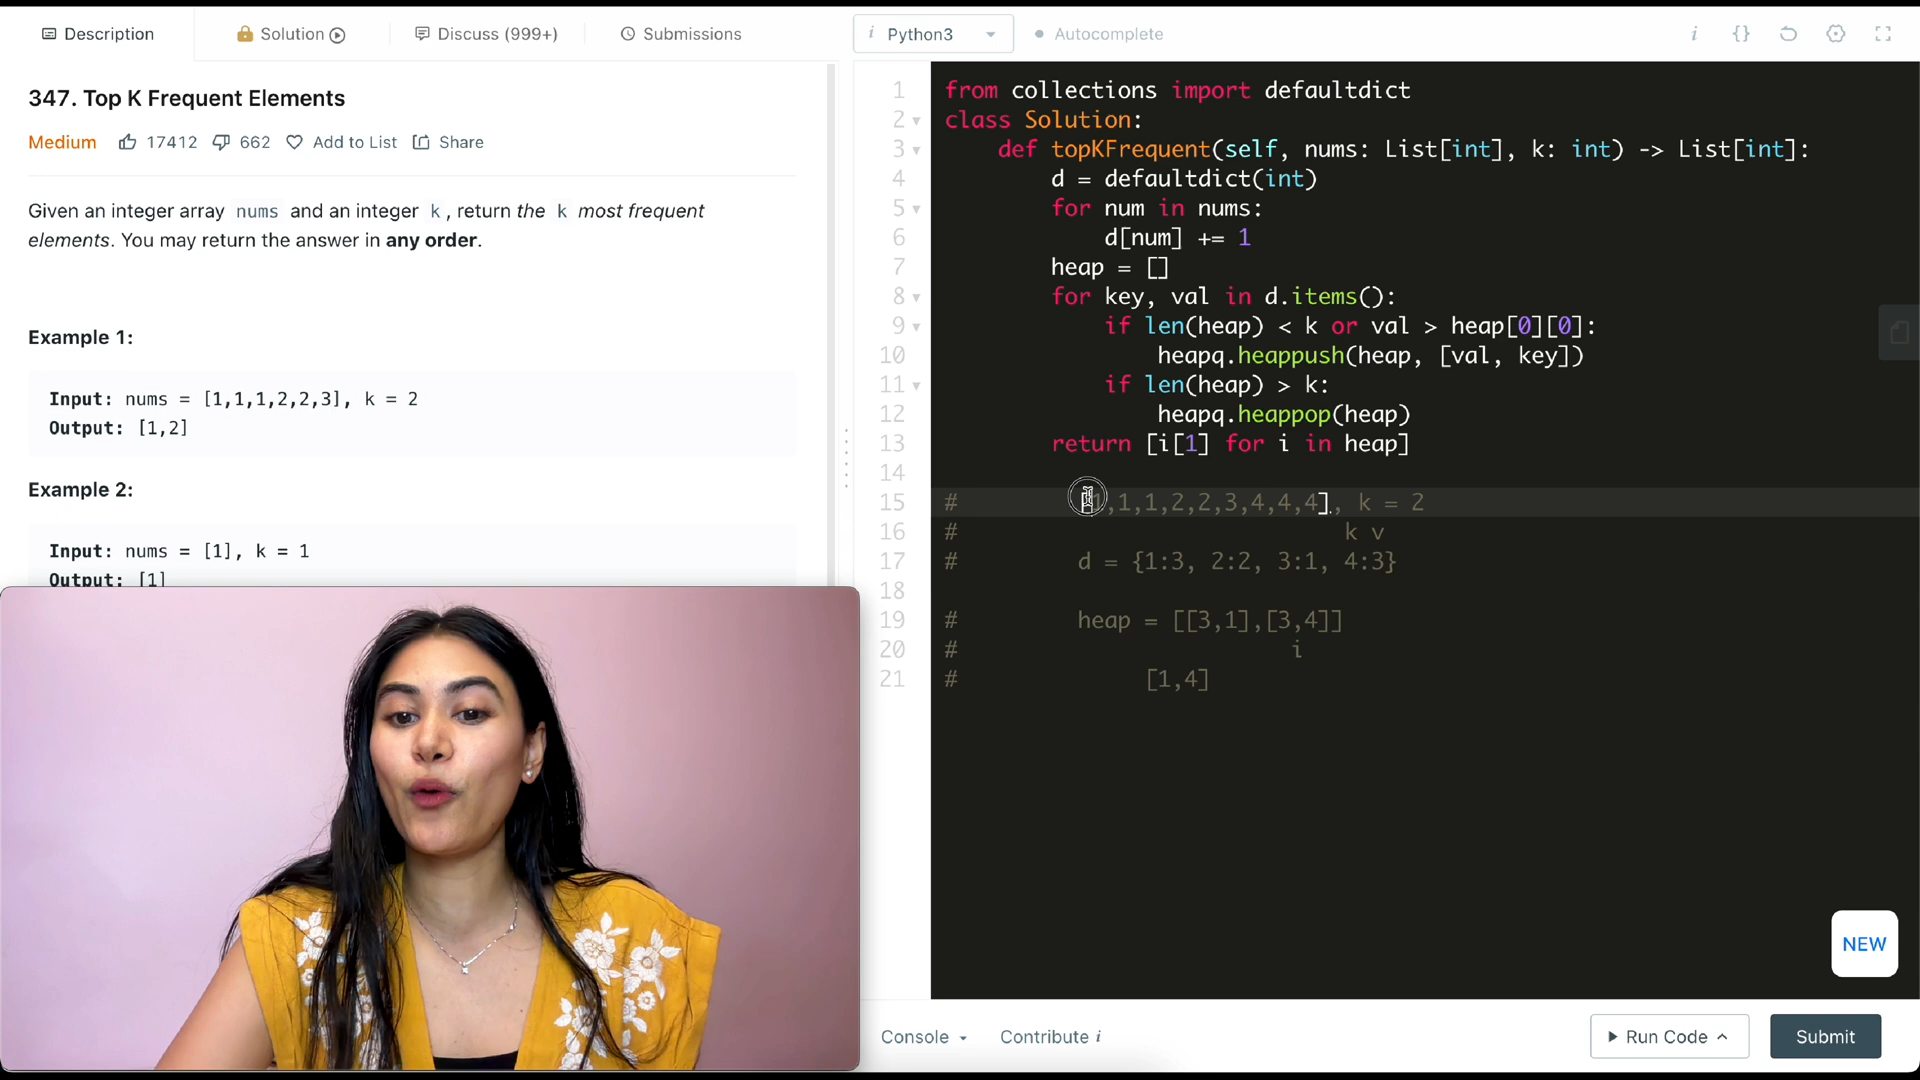 Description
Solution
Discuss (999+)
Submissions
i Python3
Autocomplete
i {}
347. Top K Frequent Elements
Medium 17412 662 Add to List Share
Given an integer array nums and an integer k, return the k most frequent
elements. You may return the answer in any order.
Example 1:
Input: nums = [1,1,1,2,2,3], k = 2
Output: [1,2]
Example 2:
Input: nums = [1], k = 1
Output: [1]
1 from collections import defaultdict
2 class Solution:
3 def topKFrequent(self, nums: List[int], k: int) -> List[int]:
4 d = defaultdict(int)
5 for num in nums:
6 d[num] += 1
7 heap = []
8 for key, val in d.items():
9 if len(heap) < k or val > heap[0][0]:
10 heapq.heappush(heap, [val, key])
11 if len(heap) > k:
12 heapq.heappop(heap)
13 return [i[1] for i in heap]
14
15 # [1,1,1,2,2,3,4,4,4], k = 2
16 # k v
17 # d = {1:3, 2:2, 3:1, 4:3}
18
19 # heap = [[3,1],[3,4]]
20 # i
21 # [1,4]
NEW
Console Contribute i
Run Code
Submit